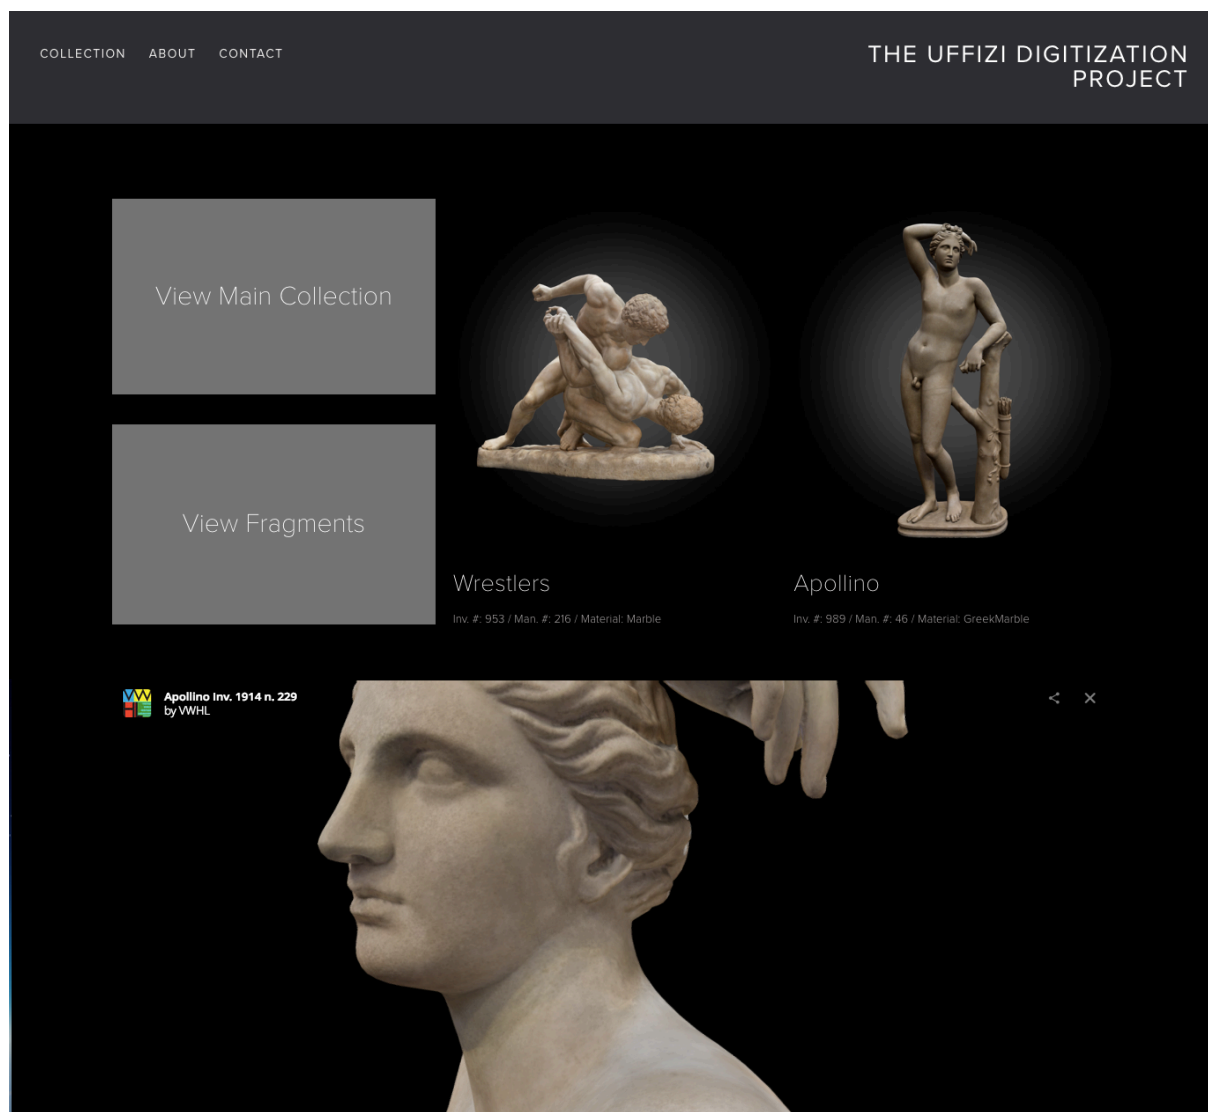 COLLECTION ABOUT CONTACT
THE UFFIZI DIGITIZATION
PROJECT
View Main Collection
View Fragments
Wrestlers
Inv. #: 953 / Man. #: 216 / Material: Marble
Apollino
Inv. #: 989 / Man. #: 46 / Material: GreekMarble
VWHL
Apollino Inv. 1914 n. 229
by VWHL